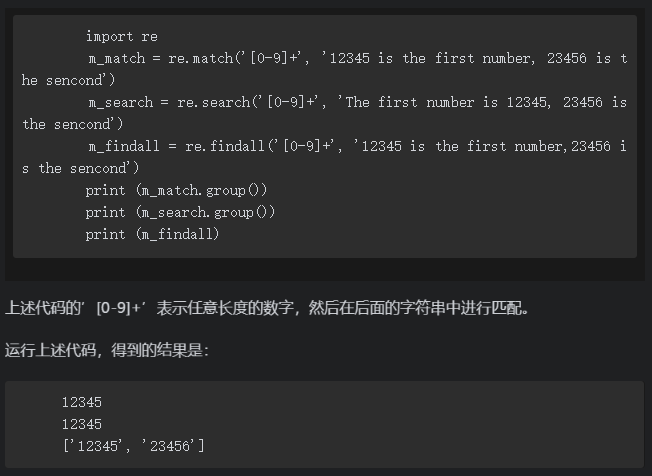 import re
m_match = re.match('[0-9]+', '12345 is the first number, 23456 is t
he sencond')
m_search = re.search('[0-9]+', 'The first number is 12345, 23456 is
the sencond')
m_findall = re.findall('[0-9]+', '12345 is the first number,23456 i
s the sencond')
print (m_match.group())
print (m_search.group())
print (m_findall)
上述代码的’[0-9]+’表示任意长度的数字，然后在后面的字符串中进行匹配。
运行上述代码，得到的结果是：
12345
12345
['12345', '23456']